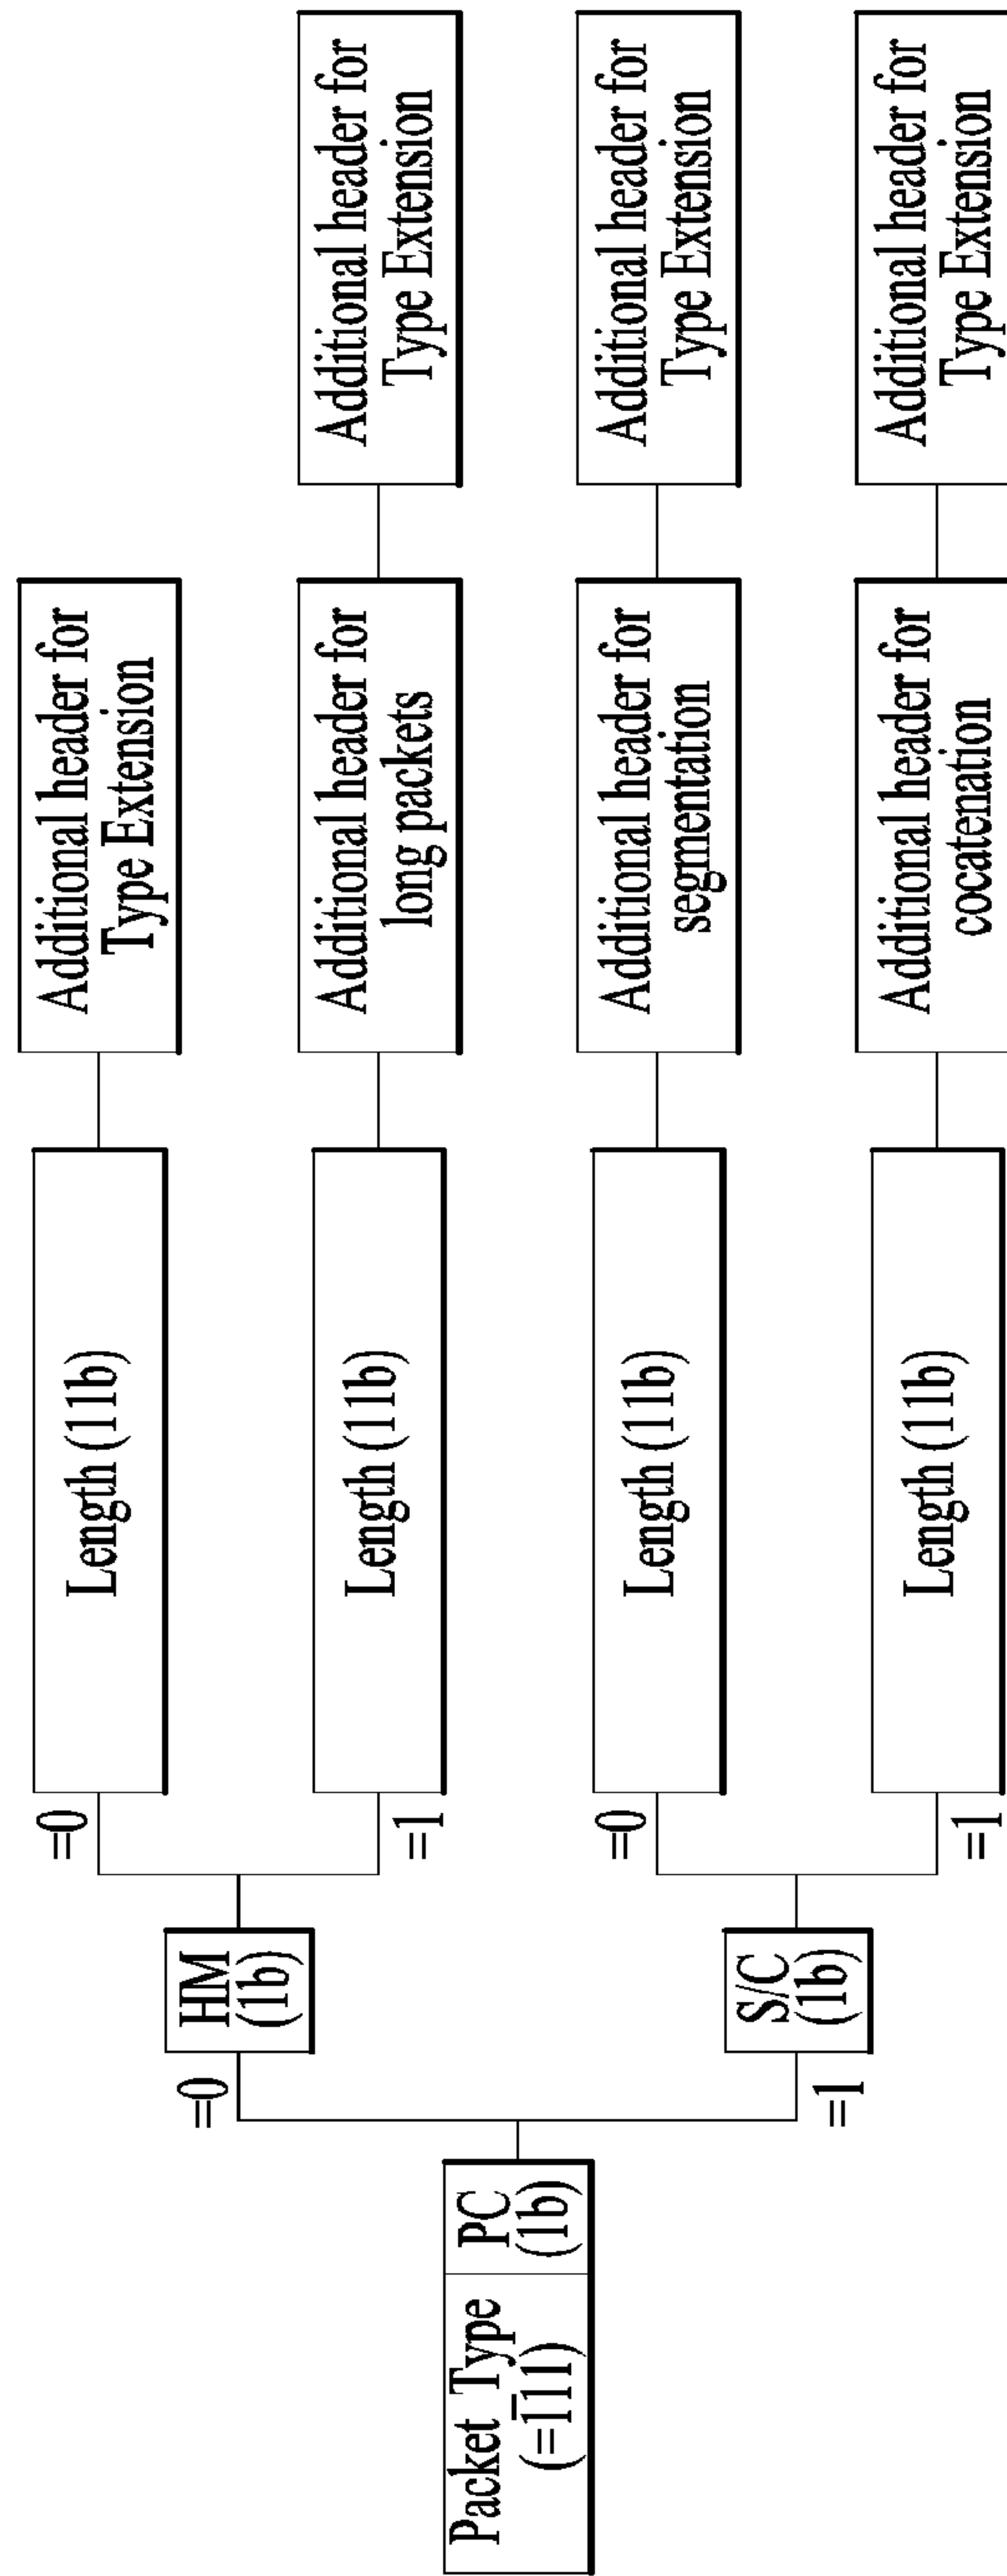 Packet Type
(=111)
PC
(1b)
=0
HM
(1b)
=0
Length (11b)
Additional header for
Type Extension
=1
Length (11b)
Additional header for
long packets
Additional header for
Type Extension
=1
S/C
(1b)
=0
Length (11b)
Additional header for
segmentation
Additional header for
Type Extension
=1
Length (11b)
Additional header for
cocatenation
Additional header for
Type Extension